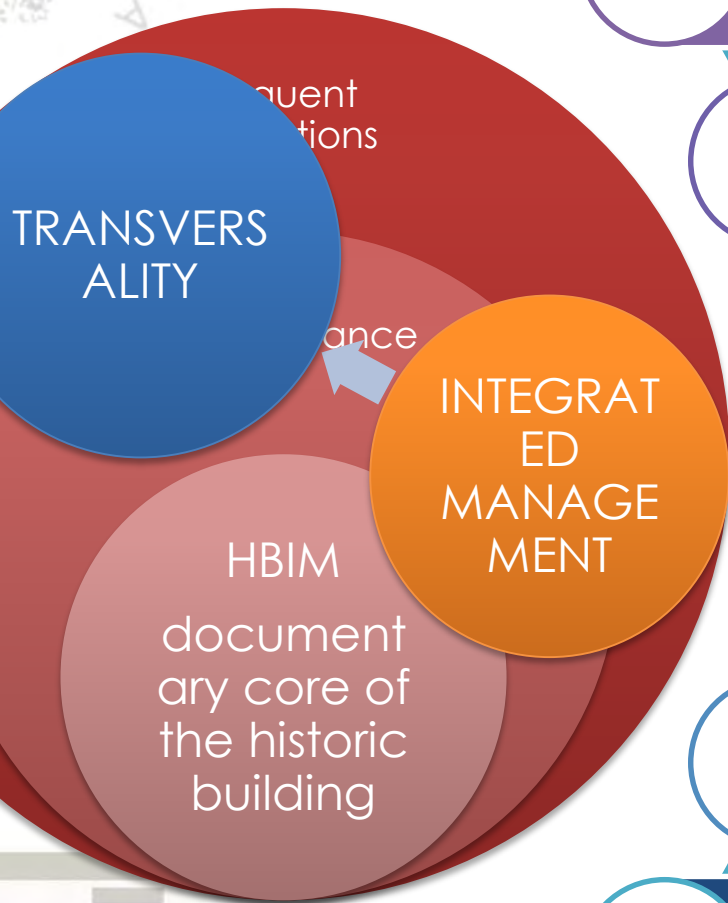 TRANSVERS
ALITY
INTEGRAT
ED
MANAGE
MENT
HBIM
document
ary core of
the historic
building